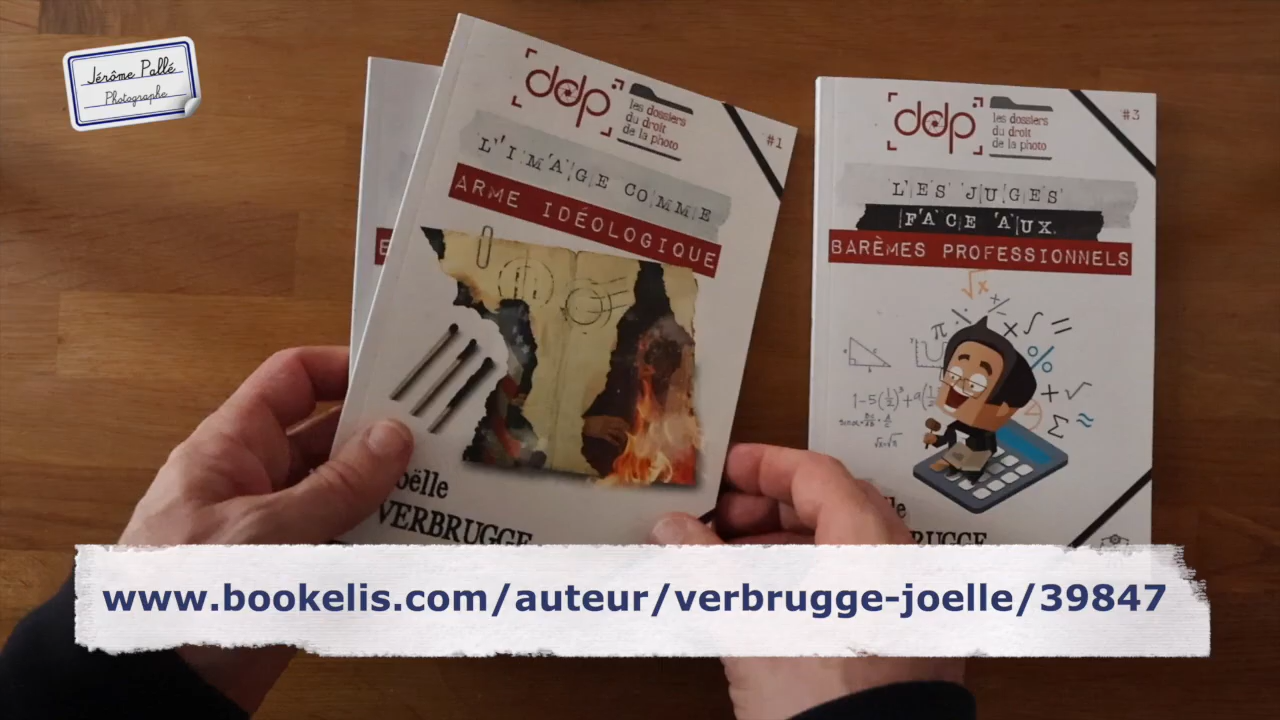 Jérôme Pallé
Photographe
ddp
les dossiers
du droit
de la photo
#1
L'IMAGE COMME
ARME IDÉOLOGIQUE
oëlle
VERBRUGGE
ddp
les dossiers
du droit
de la photo
#3
LES JUGES
FACE AUX
BARÈMES PROFESSIONNELS
www.bookelis.com/auteur/verbrugge-joelle/39847